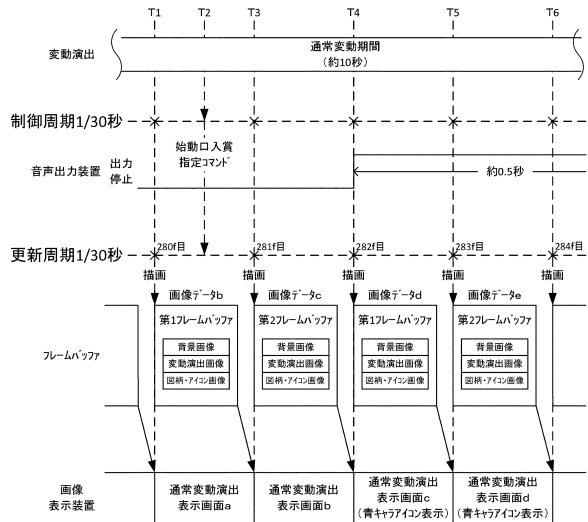 T1 T2 T3 T4 T5 T6
変動演出
通常変動期間
(約10秒)
制御周期1/30秒
始動口入賞
指定コマンド
音声出力装置
出力
停止
約0.5秒
更新周期1/30秒
280f目 281f目 282f目 283f目 284f目
描画 描画 描画 描画 描画
画像データb 画像データc 画像データd 画像データe
第1フレームバッファ 第2フレームバッファ 第1フレームバッファ 第2フレームバッファ
フレームバッファ
背景画像 背景画像 背景画像 背景画像
変動演出画像 変動演出画像 変動演出画像 変動演出画像
図柄・アイコン画像 図柄・アイコン画像 図柄・アイコン画像 図柄・アイコン画像
画像
表示装置
通常変動演出
表示画面a
通常変動演出
表示画面b
通常変動演出
表示画面c
(青キャラアイコン表示)
通常変動演出
表示画面d
(青キャラアイコン表示)